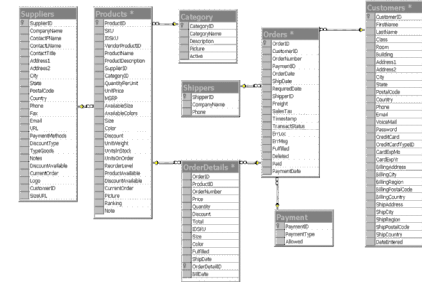 Suppliers
SupplierID
CompanyName
ContactFName
ContactLName
ContactTitle
Address1
Address2
City
State
PostalCode
Country
Phone
Fax
Email
URL
PaymentMethods
DiscountType
TypeGoods
Notes
DiscountAvailable
CurrentOrder
Logo
CustomerID
SizeURL
Products *
ProductID
SKU
IDSKU
VendorProductID
ProductName
ProductDescription
SupplierID
CategoryID
QuantityPerUnit
UnitPrice
MSRP
AvailableSize
AvailableColors
Size
Color
Discount
UnitWeight
UnitsInStock
UnitsOnOrder
ReorderLevel
ProductAvailable
DiscountAvailable
CurrentOrder
Picture
Ranking
Note
Category
CategoryID
CategoryName
Description
Picture
Active
Shippers
ShipperID
CompanyName
Phone
OrderDetails *
OrderID
ProductID
OrderNumber
Price
Quantity
Discount
Total
IDSKU
Size
Color
Fulfilled
ShipDate
OrderDetailID
BillDate
Orders *
OrderID
CustomerID
OrderNumber
PaymentID
OrderDate
ShipDate
RequiredDate
ShipperID
Freight
SalesTax
Timestamp
TransactStatus
ErrLoc
ErrMsg
Fulfilled
Deleted
Paid
PaymentDate
Payment
PaymentID
PaymentType
Allowed
Customers *
CustomerID
FirstName
LastName
Class
Room
Building
Address1
Address2
City
State
PostalCode
Country
Phone
Email
VoiceMail
Password
CreditCard
CreditCardTypeID
CardExpMo
CardExpYr
BillingAddress
BillingCity
BillingRegion
BillingPostalCode
BillingCountry
ShipAddress
ShipCity
ShipRegion
ShipPostalCode
ShipCountry
DateEntered